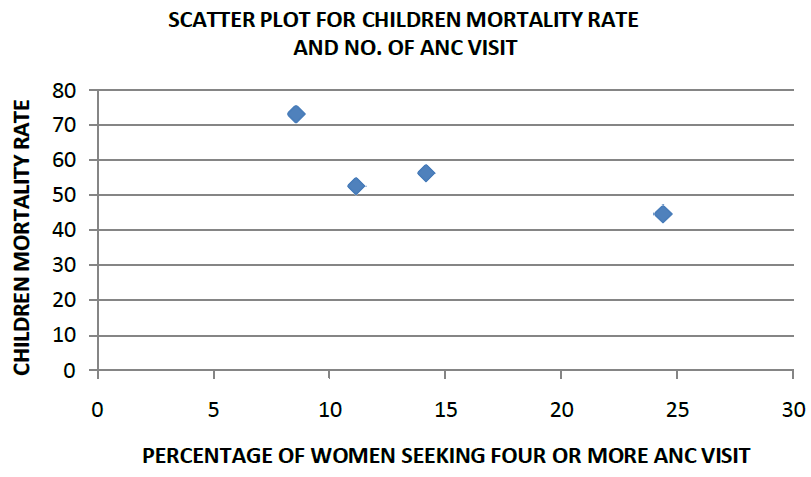 SCATTER PLOT FOR CHILDREN MORTALITY RATE
AND NO. OF ANC VISIT
CHILDREN MORTALITY RATE
80
70
60
50
40
30
20
10
0
0 5 10 15 20 25 30
PERCENTAGE OF WOMEN SEEKING FOUR OR MORE ANC VISIT